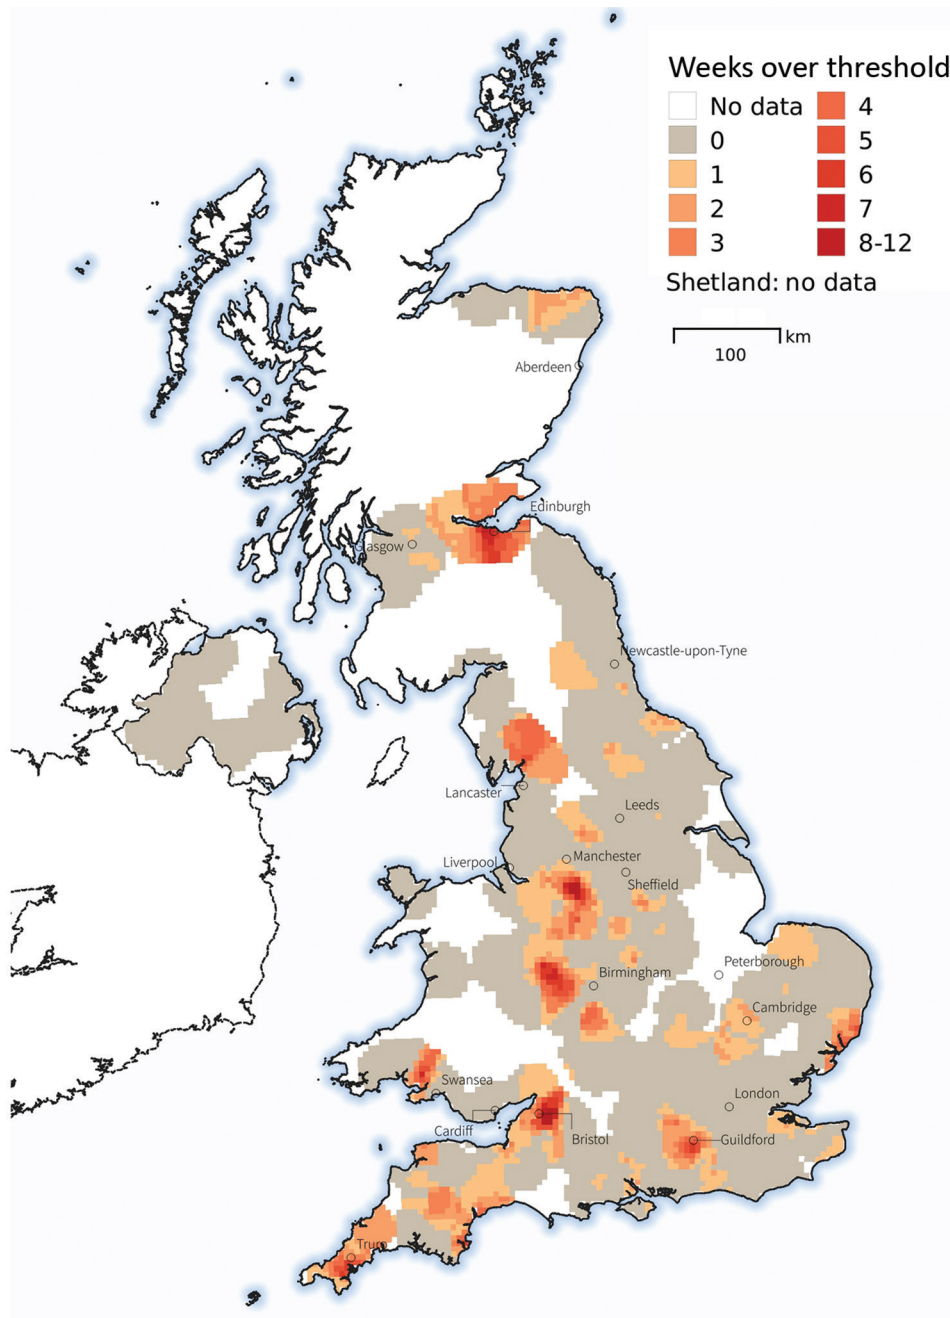 Weeks over threshold
No data
0
1
2
3
4
5
6
7
8-12
Shetland: no data
km
100
Aberdeen
Edinburgh
Glasgow
Newcastle-upon-Tyne
Lancaster
Leeds
Manchester
Liverpool
Sheffield
Peterborough
Birmingham
Cambridge
Swansea
London
Cardiff
Bristol
Guildford
Truro